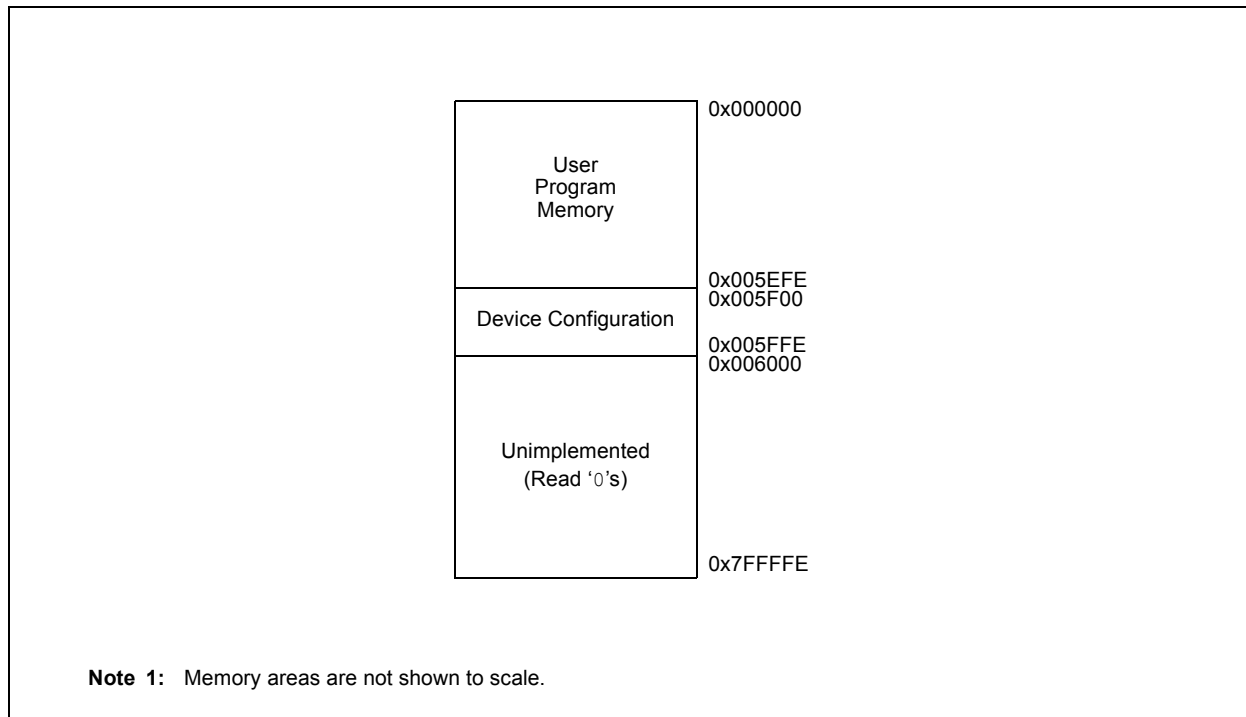 0x000000
User
Program
Memory
0x005EFE
0x005F00
Device Configuration
0x005FFE
0x006000
Unimplemented
(Read ‘0’s)
0x7FFFFE
Note 1: Memory areas are not shown to scale.